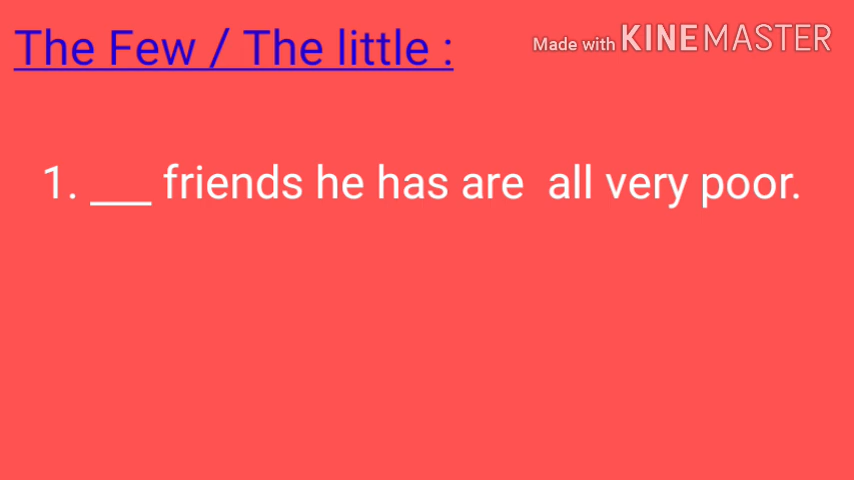 The Few / The little :
Made with KINEMASTER
1. ___ friends he has are  all very poor.